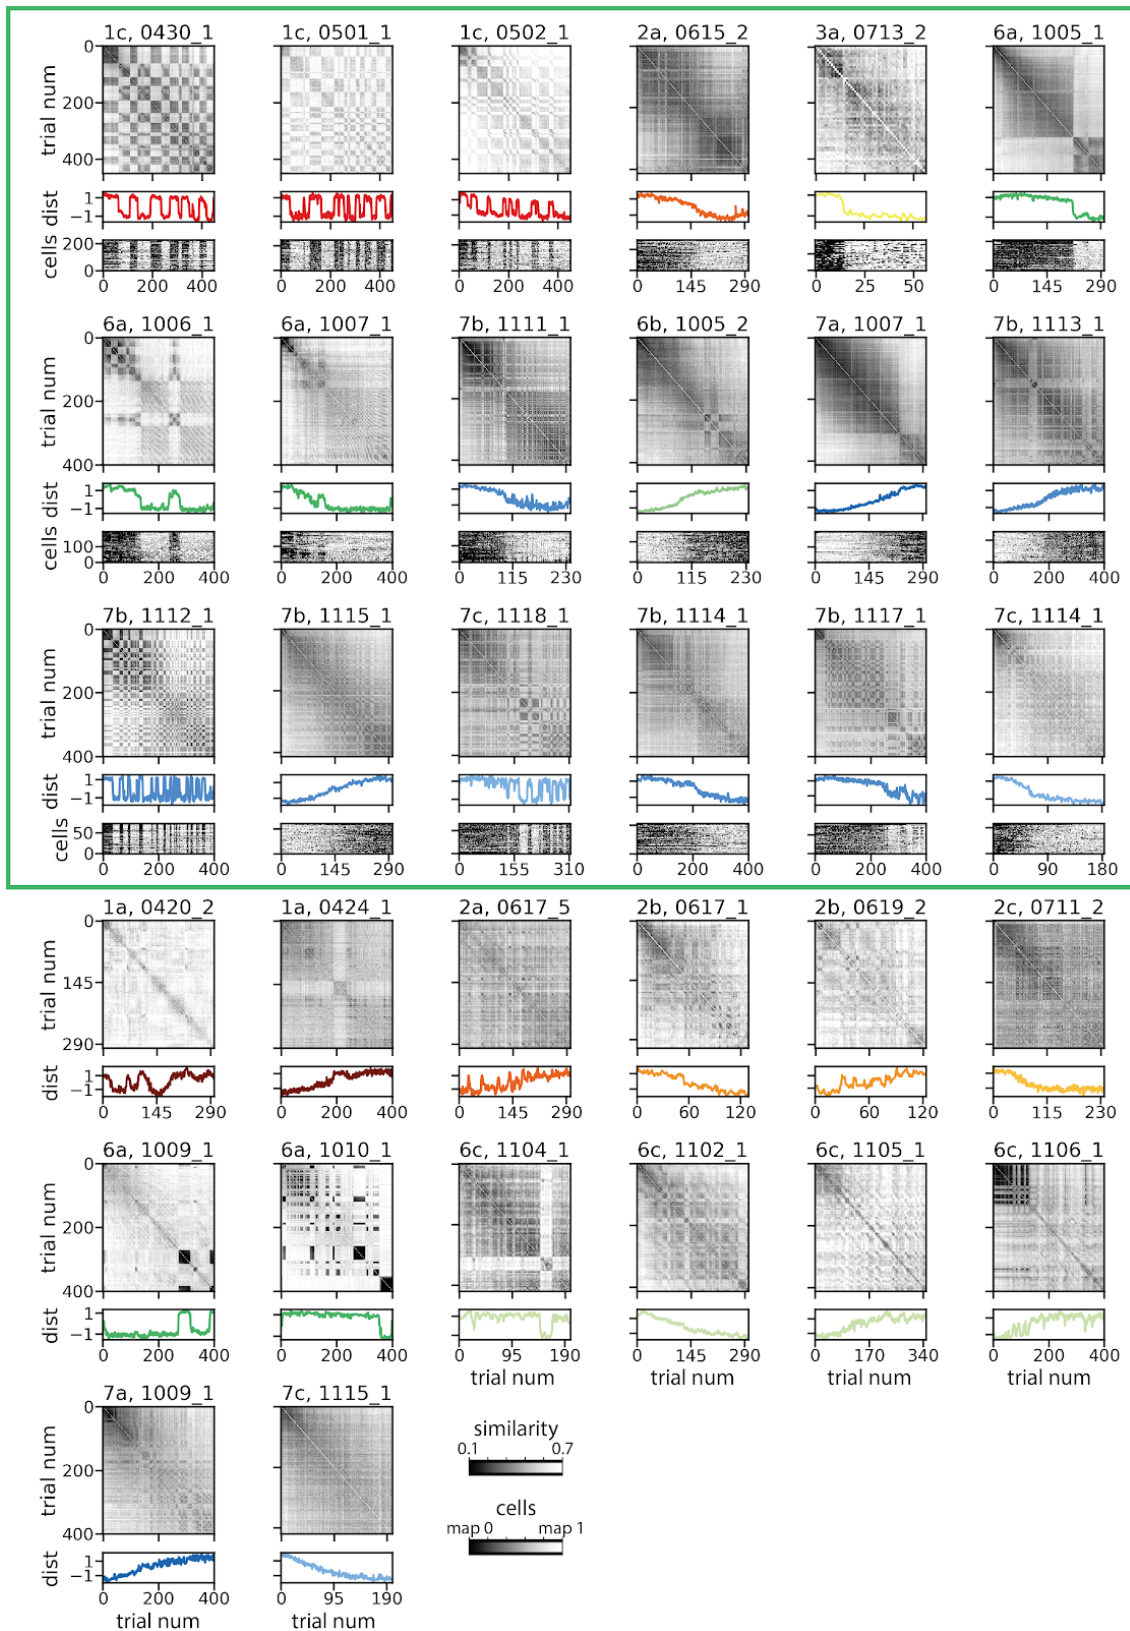 1c, 0430_1 1c, 0501_1 1c, 0502_1 2a, 0615_2 3a, 0713_2 6a, 1005_1
0
200
400
trial num
1
−1
dist
200
0
cells
0 200 400 0 200 400 0 200 400 0 145 290 0 25 50 0 145 290
6a, 1006_1 6a, 1007_1 7b, 1111_1 6b, 1005_2 7a, 1007_1 7b, 1113_1
0
200
400
trial num
1
−1
dist
100
0
cells
0 200 400 0 200 400 0 115 230 0 115 230 0 145 290 0 200 400
7b, 1112_1 7b, 1115_1 7c, 1118_1 7b, 1114_1 7b, 1117_1 7c, 1114_1
0
200
400
trial num
1
−1
dist
50
0
cells
0 200 400 0 145 290 0 155 310 0 200 400 0 200 400 0 90 180
1a, 0420_2 1a, 0424_1 2a, 0617_5 2b, 0617_1 2b, 0619_2 2c, 0711_2
0
145
290
trial num
1
−1
dist
0 145 290 0 200 400 0 145 290 0 60 120 0 60 120 0 115 230
6a, 1009_1 6a, 1010_1 6c, 1104_1 6c, 1102_1 6c, 1105_1 6c, 1106_1
0
200
400
trial num
1
−1
dist
0 200 400 0 200 400 0 95 190 0 145 290 0 170 340 0 200 400
trial num trial num trial num trial num
7a, 1009_1 7c, 1115_1
0
200
400
trial num
1
−1
dist
0 200 400 0 95 190
trial num trial num
similarity
0.1 0.7
cells
map 0 map 1